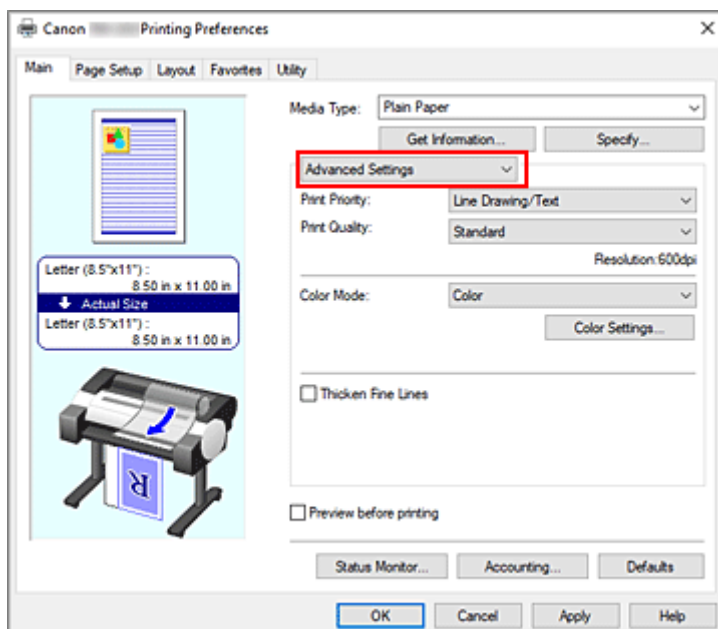 Canon Printing Preferences
Main Page Setup Layout Favorites Utility
Media Type: Plain Paper
Get Information... Specify...
Advanced Settings
Print Priority: Line Drawing/Text
Print Quality: Standard
Resolution:600dpi
Letter (8.5"x11") :
8.50 in x 11.00 in
Actual Size
Letter (8.5"x11") :
8.50 in x 11.00 in
Color Mode: Color
Color Settings...
Thicken Fine Lines
R
Preview before printing
Status Monitor... Accounting... Defaults
OK Cancel Apply Help